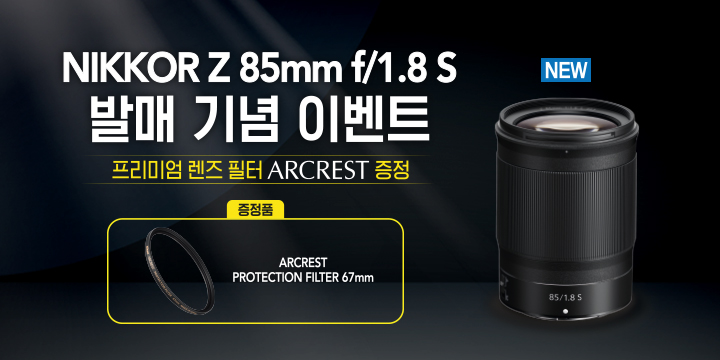 NIKKOR Z 85mm f/1.8 S
발매 기념 이벤트
프리미엄 렌즈 필터 ARCREST 증정
증정품
ARCREST
PROTECTION FILTER 67mm
NEW
85/1.8 S